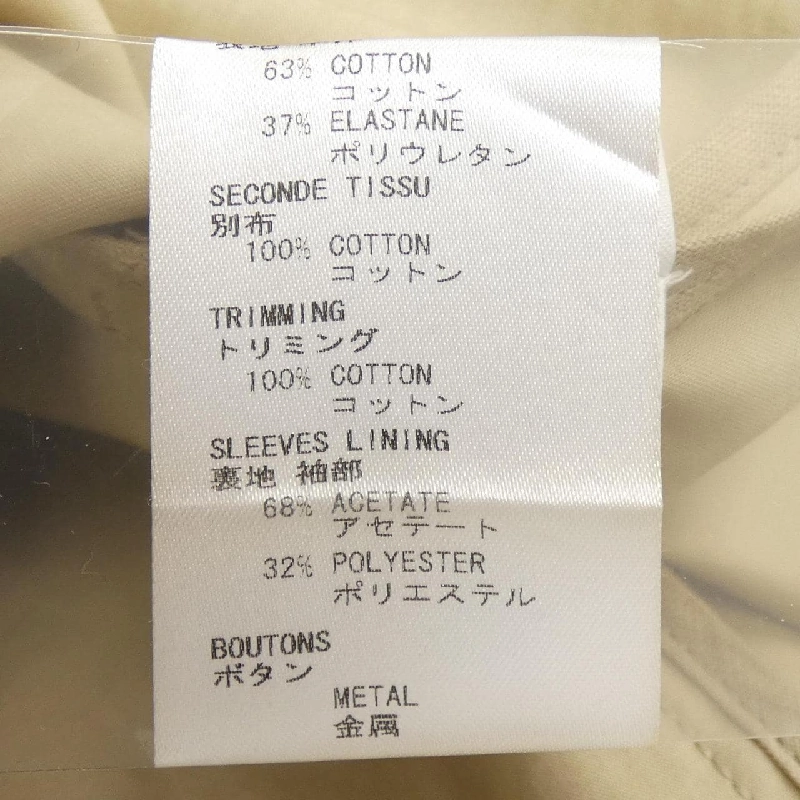 63% COTTON
コットン
37% ELASTANE
ポリウレタン
SECONDE TISSU
別布
100% COTTON
コットン
TRIMMING
トリミング
100% COTTON
コットン
SLEEVES LINING
裏地 袖部
68% ACETATE
アセテート
32% POLYESTER
ポリエステル
BOUTONS
ボタン
METAL
金属